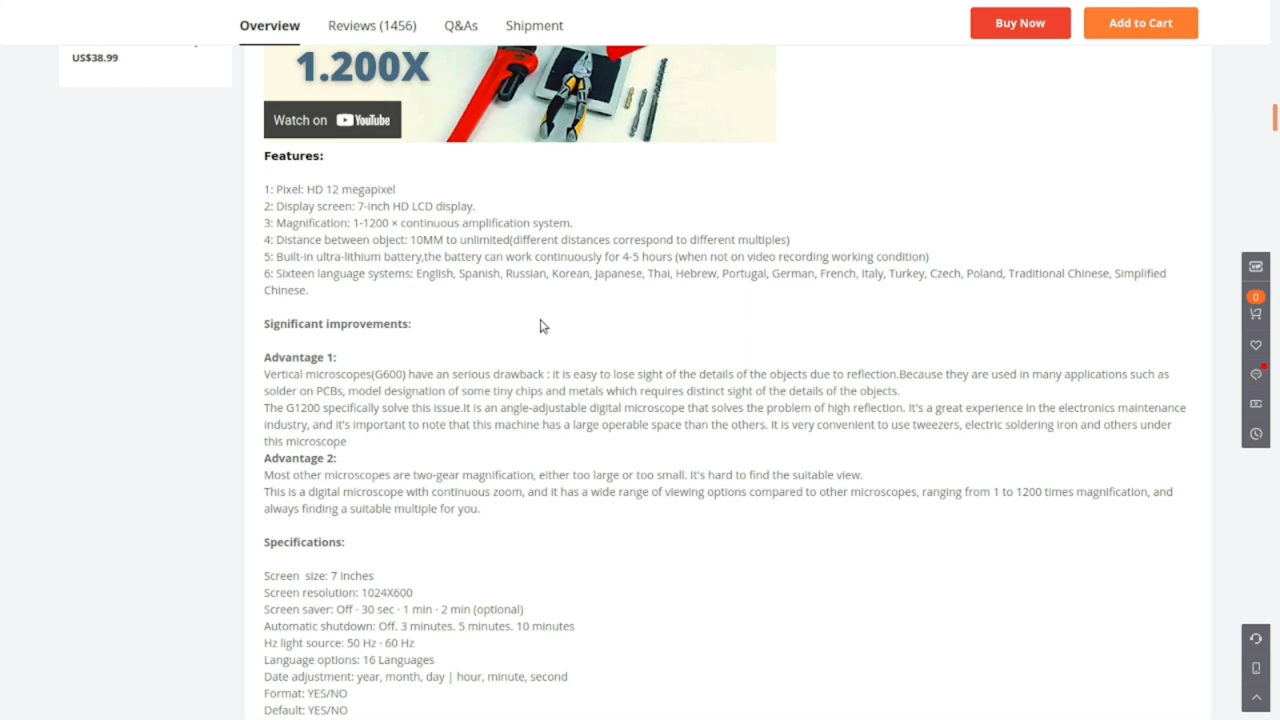 Overview Reviews (1456) Q&As Shipment Buy Now Add to Cart
US$38.99
1.200X
Watch on YouTube
Features:
1: Pixel: HD 12 megapixel
2: Display screen: 7-inch HD LCD display.
3: Magnification: 1-1200 × continuous amplification system.
4: Distance between object: 10MM to unlimited(different distances correspond to different multiples)
5: Built-in ultra-lithium battery,the battery can work continuously for 4-5 hours (when not on video recording working condition)
6: Sixteen language systems: English, Spanish, Russian, Korean, Japanese, Thai, Hebrew, Portugal, German, French, Italy, Turkey, Czech, Poland, Traditional Chinese, Simplified
Chinese.
Significant improvements:
Advantage 1:
Vertical microscopes(G600) have an serious drawback : it is easy to lose sight of the details of the objects due to reflection.Because they are used in many applications such as
solder on PCBs, model designation of some tiny chips and metals which requires distinct sight of the details of the objects.
The G1200 specifically solve this issue.It is an angle-adjustable digital microscope that solves the problem of high reflection. It's a great experience in the electronics maintenance
industry, and it's important to note that this machine has a large operable space than the others. It is very convenient to use tweezers, electric soldering iron and others under
this microscope
Advantage 2:
Most other microscopes are two-gear magnification, either too large or too small. It's hard to find the suitable view.
This is a digital microscope with continuous zoom, and it has a wide range of viewing options compared to other microscopes, ranging from 1 to 1200 times magnification, and
always finding a suitable multiple for you.
Specifications:
Screen size: 7 inches
Screen resolution: 1024X600
Screen saver: Off · 30 sec · 1 min · 2 min (optional)
Automatic shutdown: Off. 3 minutes. 5 minutes. 10 minutes
Hz light source: 50 Hz · 60 Hz
Language options: 16 Languages
Date adjustment: year, month, day | hour, minute, second
Format: YES/NO
Default: YES/NO
VIP
0